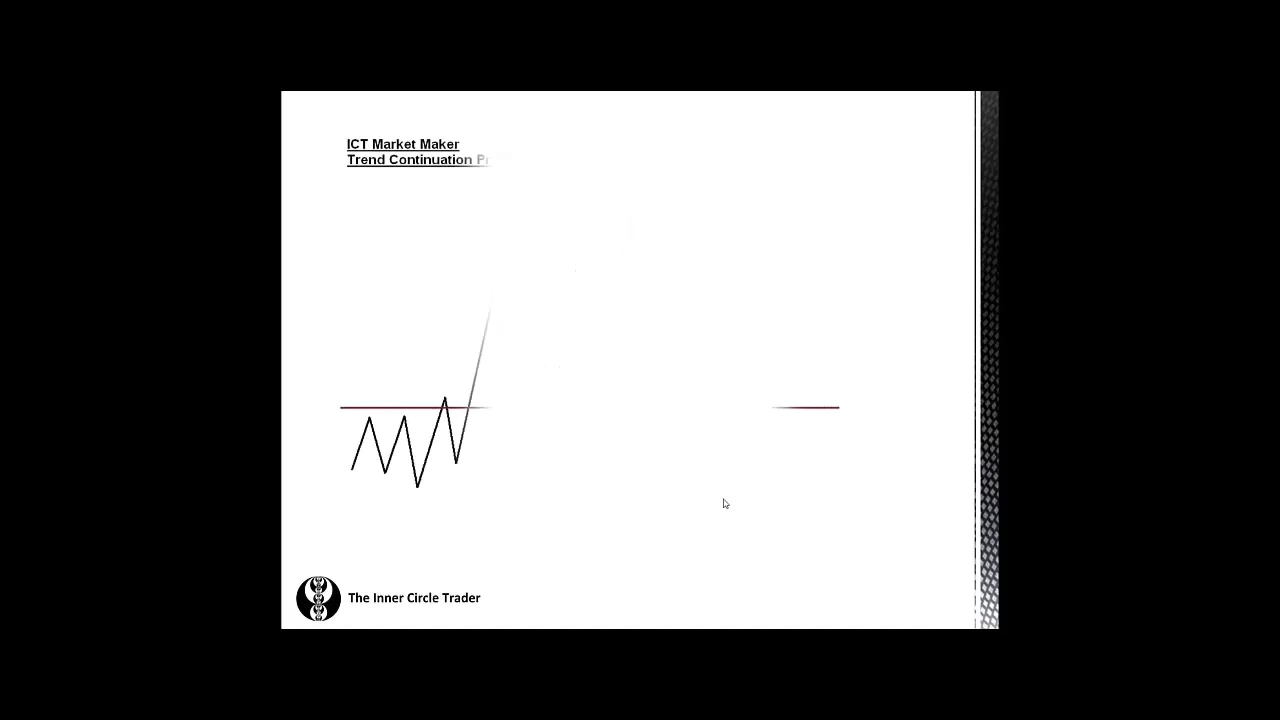 ICT Market Maker
Trend Continuation
The Inner Circle Trader